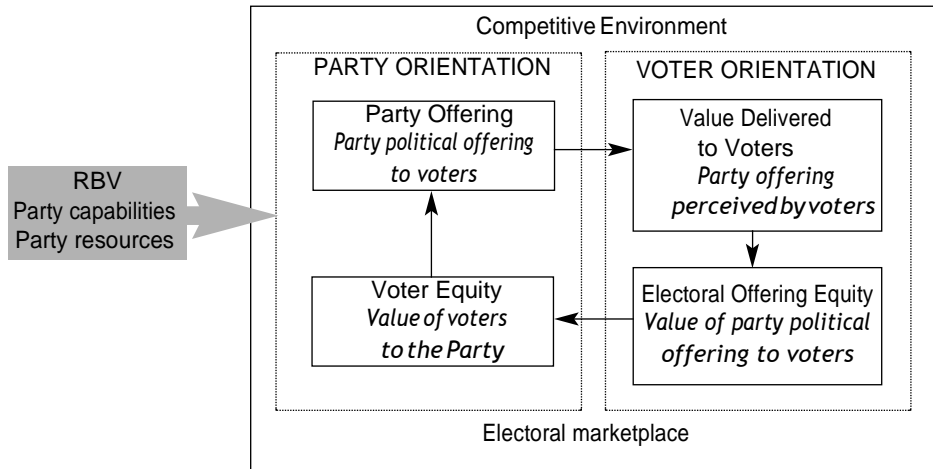 Competitive Environment
PARTY ORIENTATION
VOTER ORIENTATION
Party Offering
Party political offering
to voters
Value Delivered
to Voters
Party offering
perceived by voters
RBV
Party capabilities
Party resources
Voter Equity
Value of voters
to the Party
Electoral Offering Equity
Value of party political
offering to voters
Electoral marketplace